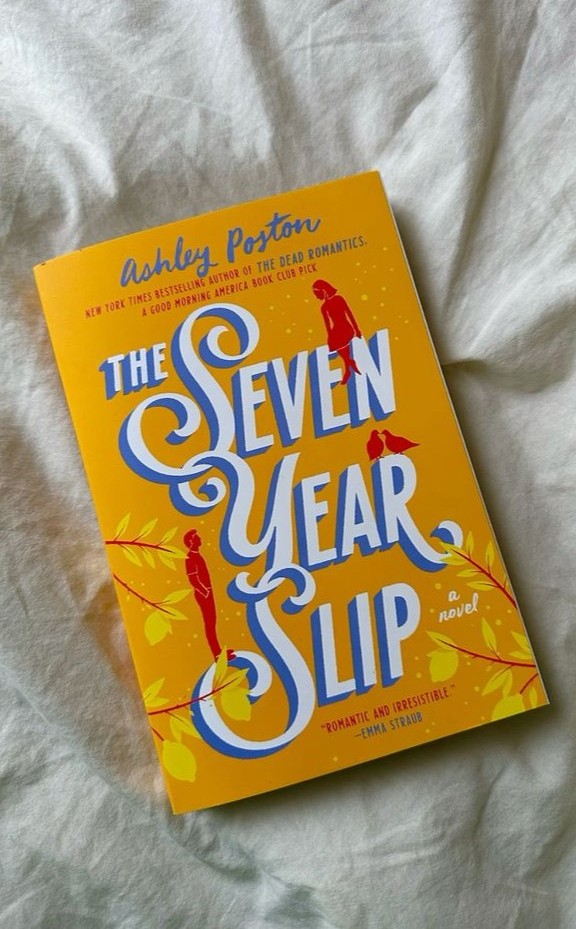 Ashley Poston
NEW YORK TIMES BESTSELLING AUTHOR OF THE DEAD ROMANTICS,
A GOOD MORNING AMERICA BOOK CLUB PICK
THE
SEVEN
YEAR
SLIP
a
novel
"ROMANTIC AND IRRESISTIBLE."
—EMMA STRAUB